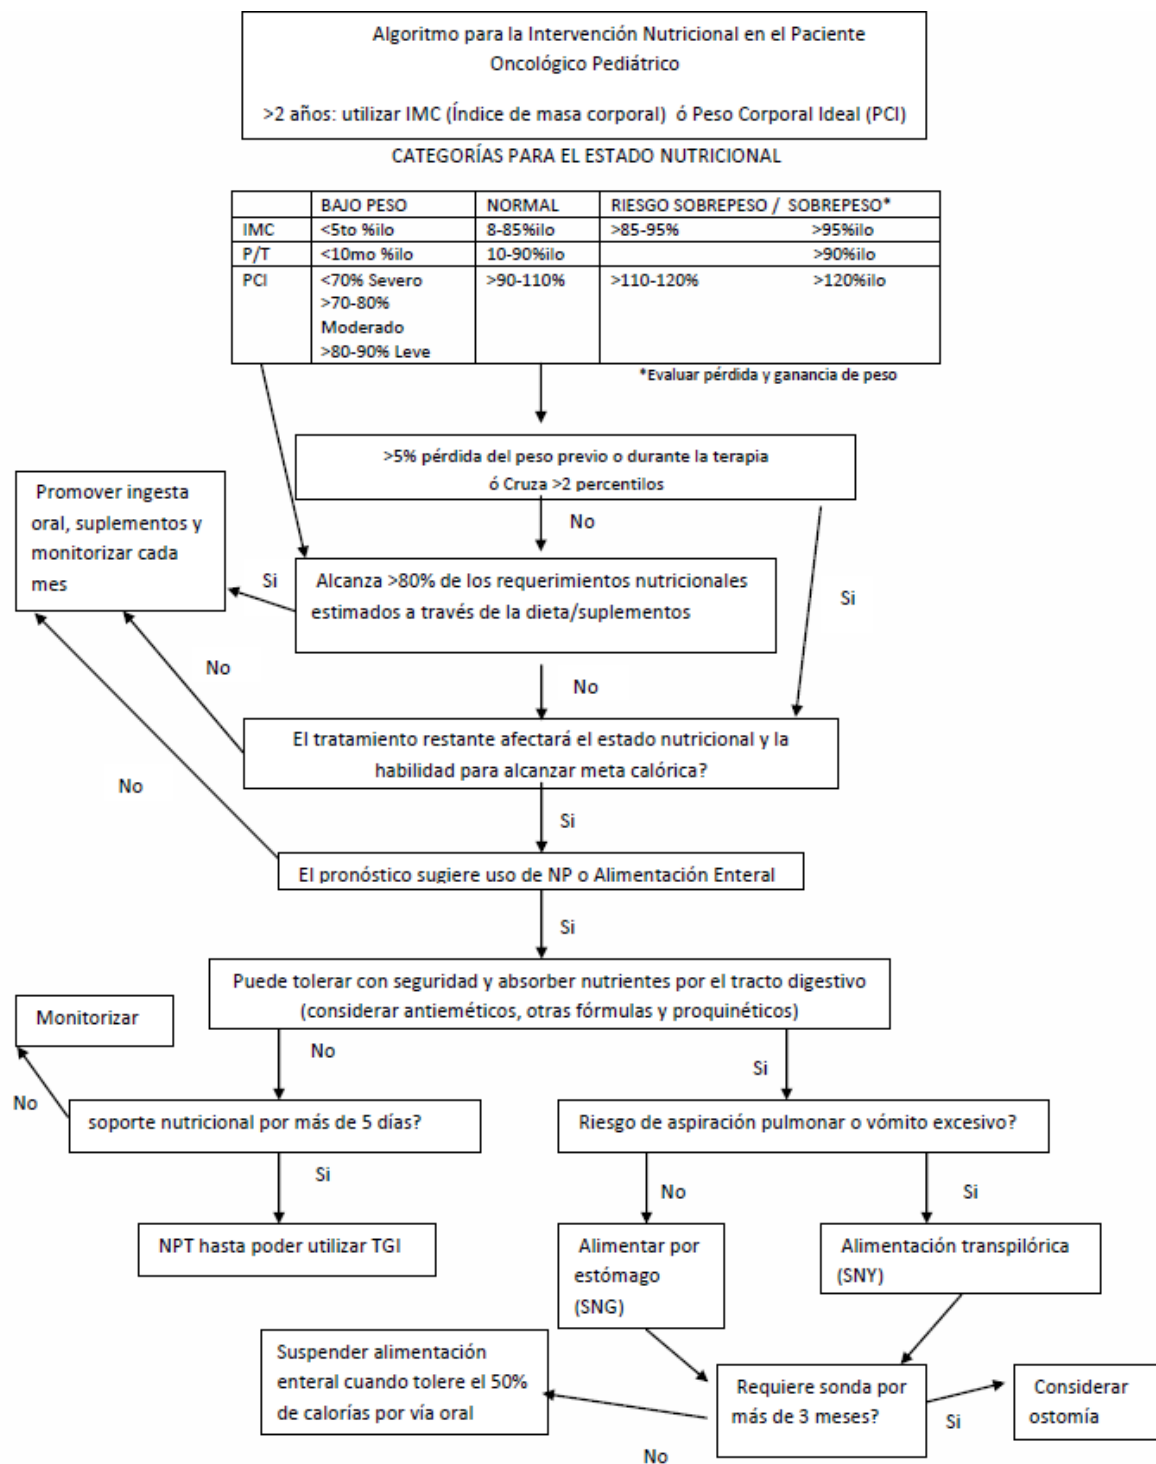 Algoritmo para la Intervención Nutricional en el Paciente
Oncológico Pediátrico
>2 años: utilizar IMC (Índice de masa corporal) ó Peso Corporal Ideal (PCI)
CATEGORÍAS PARA EL ESTADO NUTRICIONAL
BAJO PESO NORMAL RIESGO SOBREPESO / SOBREPESO*
IMC <5to %ilo 8-85%ilo >85-95% >95%ilo
P/T <10mo %ilo 10-90%ilo >90%ilo
PCI <70% Severo >90-110% >110-120% >120%ilo
>70-80%
Moderado
>80-90% Leve
*Evaluar pérdida y ganancia de peso
>5% pérdida del peso previo o durante la terapia
ó Cruza >2 percentilos
No
Si
Promover ingesta
oral, suplementos y
monitorizar cada
mes
Si
Alcanza >80% de los requerimientos nutricionales
estimados a través de la dieta/suplementos
No
No
El tratamiento restante afectará el estado nutricional y la
habilidad para alcanzar meta calórica?
No
Si
El pronóstico sugiere uso de NP o Alimentación Enteral
Si
Puede tolerar con seguridad y absorber nutrientes por el tracto digestivo
(considerar antieméticos, otras fórmulas y proquinéticos)
Monitorizar
No
Si
No
soporte nutricional por más de 5 días?
Riesgo de aspiración pulmonar o vómito excesivo?
Si
No
Si
NPT hasta poder utilizar TGI
Alimentar por
estómago
(SNG)
Alimentación transpilórica
(SNY)
Suspender alimentación
enteral cuando tolere el 50%
de calorías por vía oral
Requiere sonda por
más de 3 meses?
Considerar
ostomía
Si
No